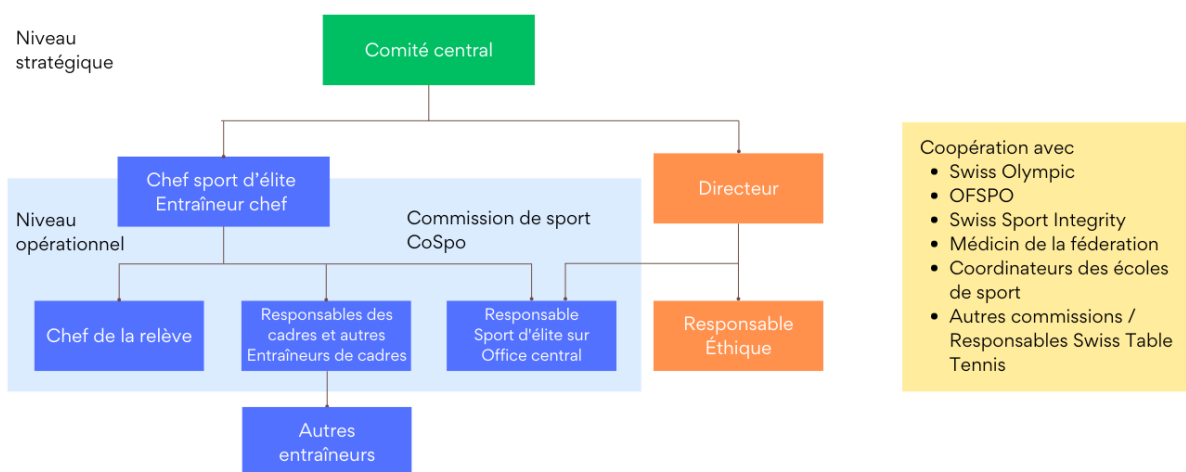 Niveau
stratégique
Comité central
Chef sport d'élite
Entraîneur chef
Directeur
Niveau
opérationnel
Commission de sport
CoSpo
Chef de la relève
Responsables des
cadres et autres
Entraîneurs de cadres
Responsable
Sport d'élite sur
Office central
Responsable
Éthique
Autres
entraîneurs
Coopération avec
• Swiss Olympic
• OFSPO
• Swiss Sport Integrity
• Médicin de la féderation
• Coordinateurs des écoles
de sport
• Autres commissions /
Responsables Swiss Table
Tennis